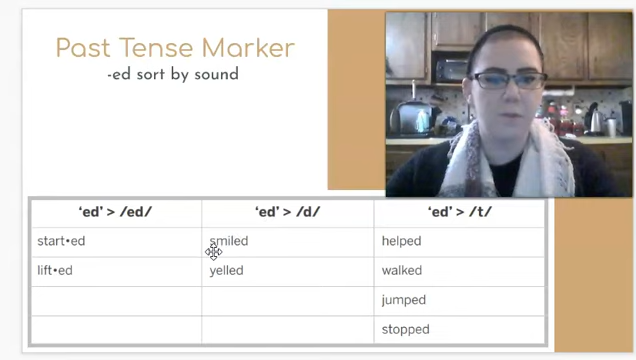 Past Tense Marker
-ed sort by sound
'ed' > /ed/ 'ed' > /d/ 'ed' > /t/
start•ed smiled helped
lift•ed yelled walked
jumped
stopped